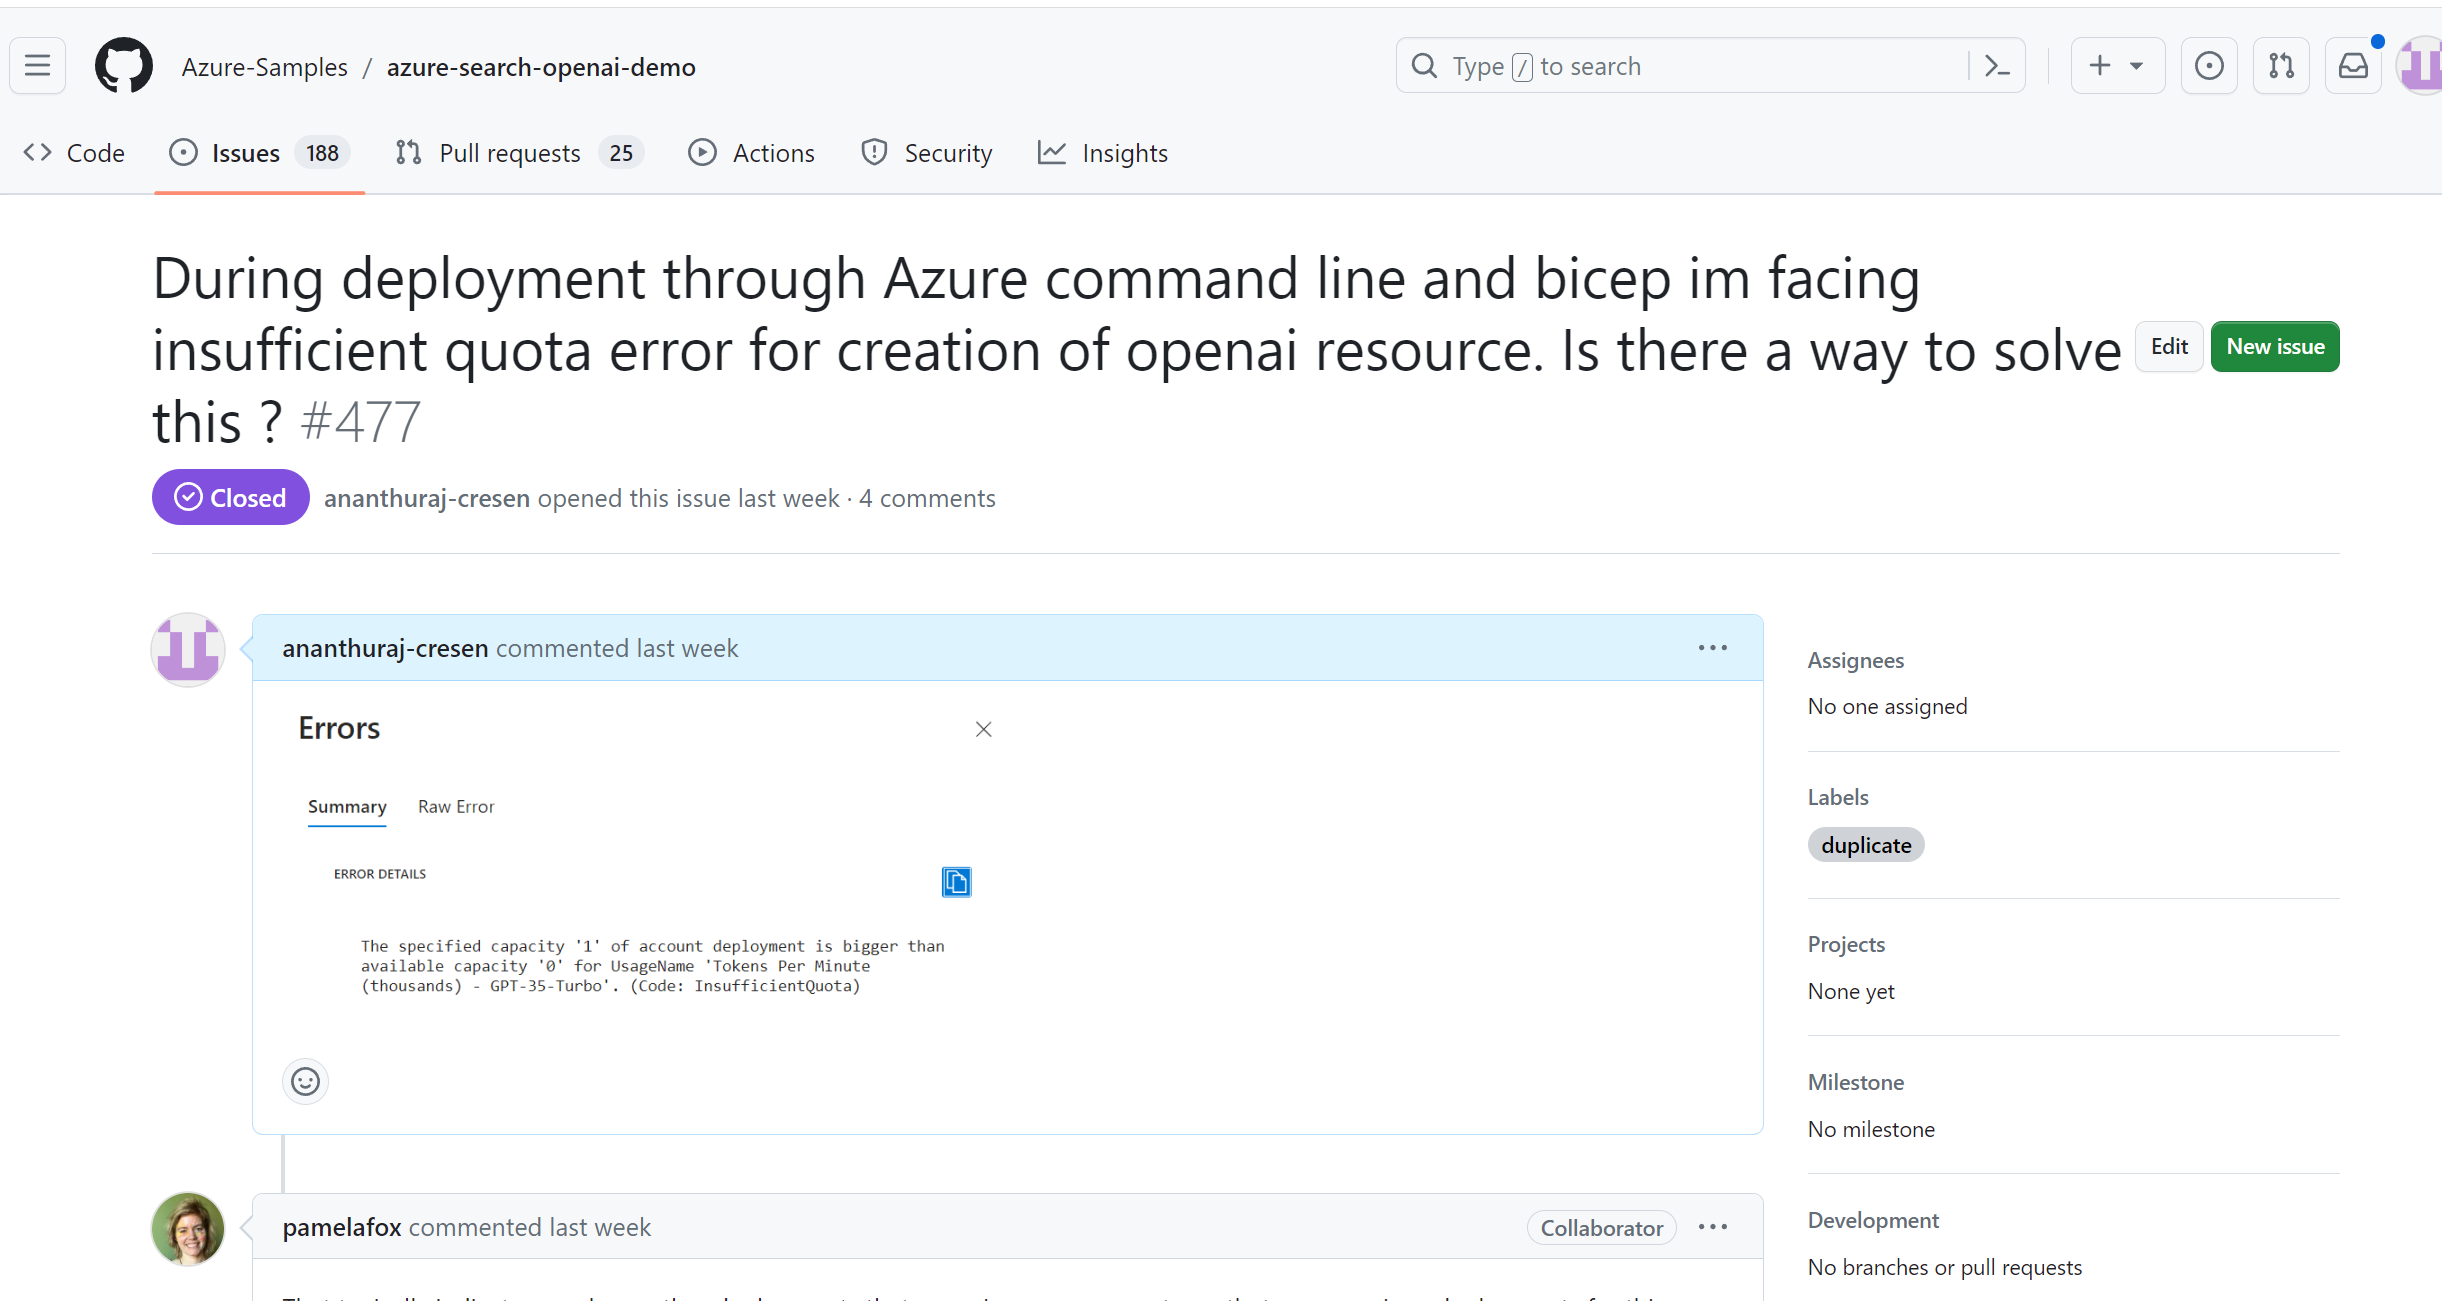 Azure-Samples / azure-search-openai-demo
Type / to search
Code
Issues 188
Pull requests 25
Actions
Security
Insights
During deployment through Azure command line and bicep im facing
insufficient quota error for creation of openai resource. Is there a way to solve
this ? #477
Edit
New issue
Closed
ananthuraj-cresen opened this issue last week · 4 comments
ananthuraj-cresen commented last week
Errors
Summary
Raw Error
ERROR DETAILS
The specified capacity '1' of account deployment is bigger than
available capacity '0' for UsageName 'Tokens Per Minute
(thousands) - GPT-35-Turbo'. (Code: InsufficientQuota)
pamelafox commented last week
Collaborator
Assignees
No one assigned
Labels
duplicate
Projects
None yet
Milestone
No milestone
Development
No branches or pull requests